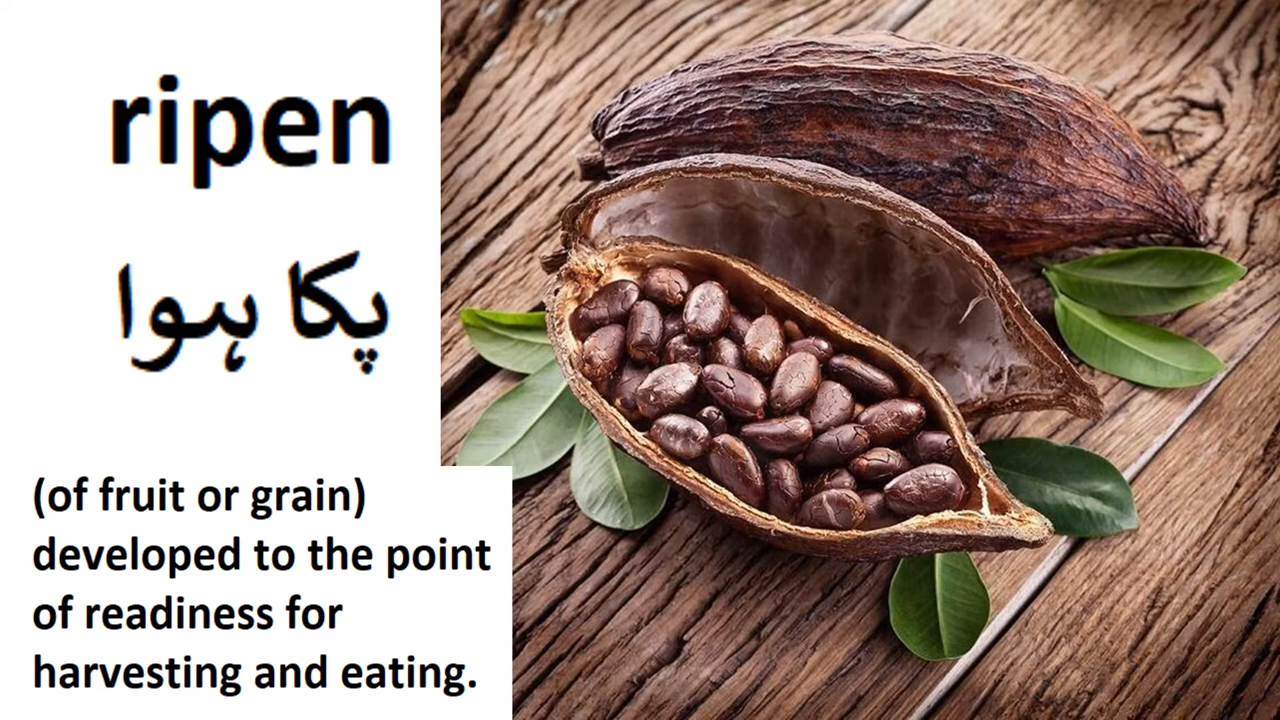 ripen
پکا ہوا
(of fruit or grain)
developed to the point
of readiness for
harvesting and eating.